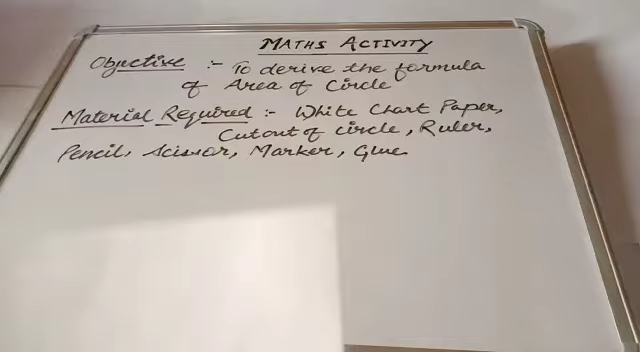 MATHS ACTIVITY
Objective :- To derive the formula
of Area of Circle
Material Required :- White Chart Paper,
Cutout of circle, Ruler,
Pencil, Scissor, Marker, Glue